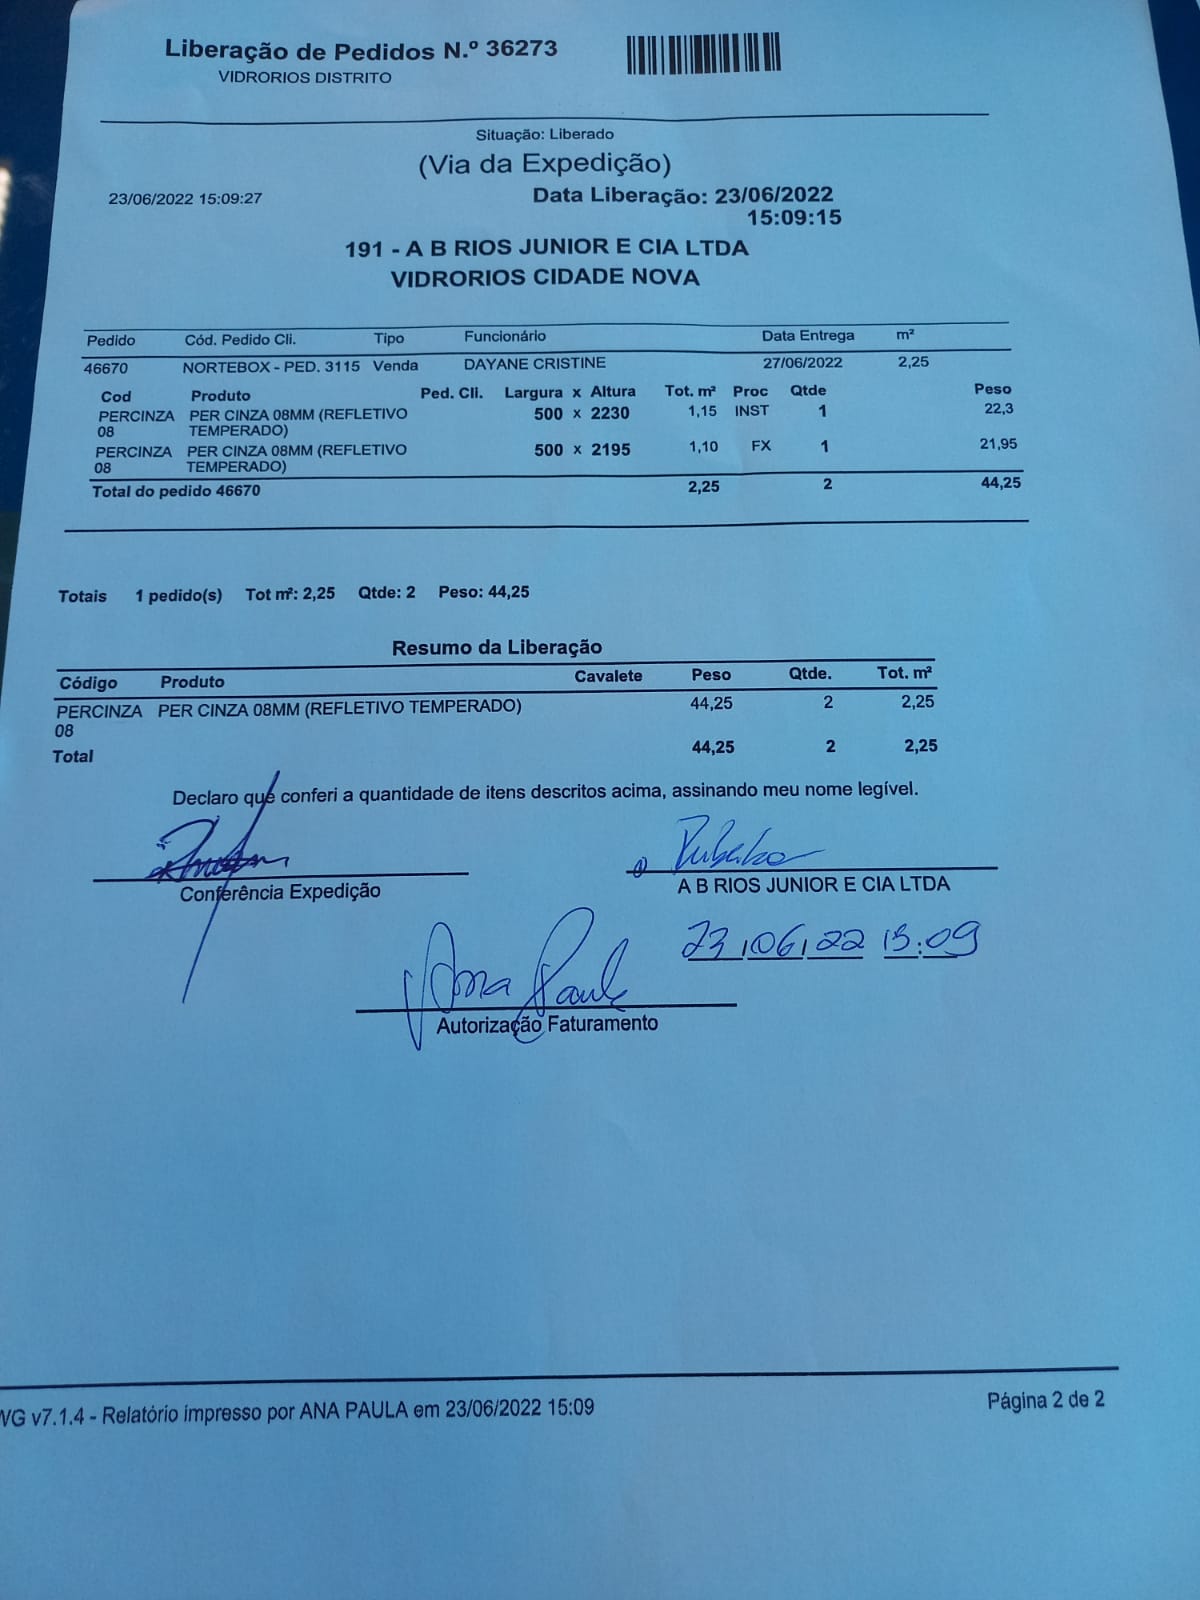 Liberação de Pedidos N.º 36273
VIDRORIOS DISTRITO
Situação: Liberado
(Via da Expedição)
23/06/2022 15:09:27 Data Liberação: 23/06/2022
15:09:15
191 - A B RIOS JUNIOR E CIA LTDA
VIDRORIOS CIDADE NOVA
Pedido Cód. Pedido Cli. Tipo Funcionário Data Entrega m²
46670 NORTEBOX - PED. 3115 Venda DAYANE CRISTINE 27/06/2022 2,25
Cod Produto Ped. Cli. Largura x Altura Tot. m² Proc Qtde Peso
PERCINZA PER CINZA 08MM (REFLETIVO 500 x 2230 1,15 INST 1 22,3
08 TEMPERADO)
PERCINZA PER CINZA 08MM (REFLETIVO 500 x 2195 1,10 FX 1 21,95
08 TEMPERADO)
Total do pedido 46670 2,25 2 44,25
Totais 1 pedido(s) Tot m²: 2,25 Qtde: 2 Peso: 44,25
Resumo da Liberação
Código Produto Cavalete Peso Qtde. Tot. m²
PERCINZA PER CINZA 08MM (REFLETIVO TEMPERADO) 44,25 2 2,25
08
Total 44,25 2 2,25
Declaro que conferi a quantidade de itens descritos acima, assinando meu nome legível.
Conferência Expedição A B RIOS JUNIOR E CIA LTDA
23/06/22 15:09
Ana Paula
Autorização Faturamento
WG v7.1.4 - Relatório impresso por ANA PAULA em 23/06/2022 15:09 Página 2 de 2